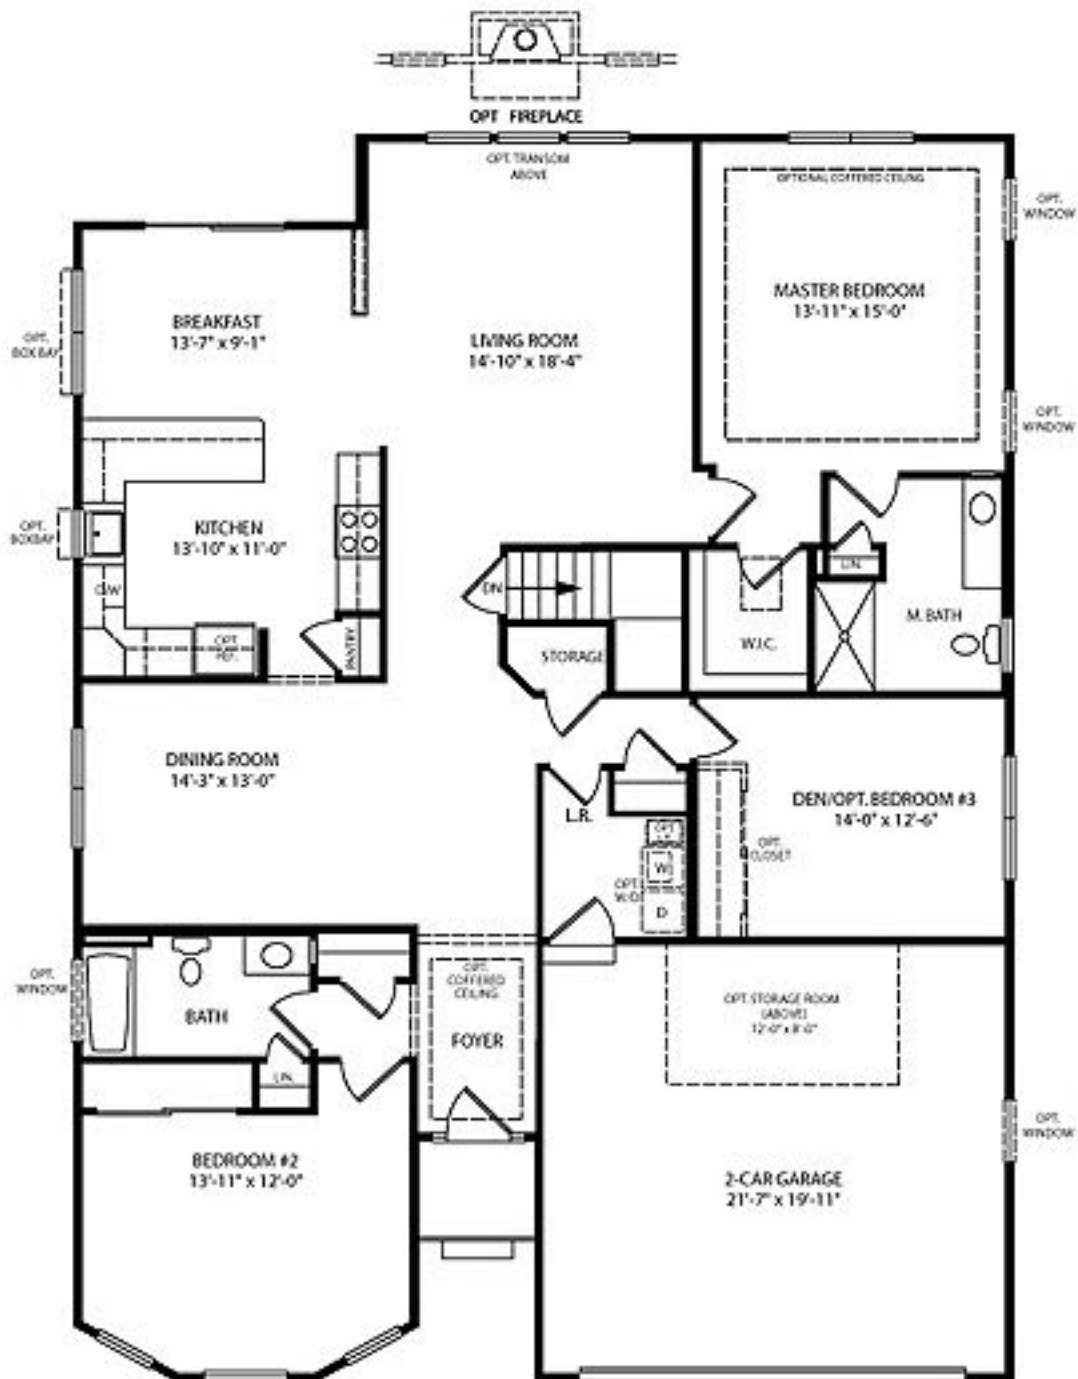 OPT FIREPLACE
OPT. TRANSOM
ABOVE
OPTIONAL COFFERED CEILING
OPT.
WINDOW
MASTER BEDROOM
13'-11" x 15'-0"
BREAKFAST
13'-7" x 9'-1"
OPT.
BOX BAY
LIVING ROOM
14'-10" x 18'-4"
OPT.
WINDOW
OPT.
BOX BAY
KITCHEN
13'-10" x 11'-0"
D/W
OPT.
REF.
PANTRY
DN
STORAGE
W.I.C.
LIN.
M. BATH
DINING ROOM
14'-3" x 13'-0"
L.R.
DEN/OPT. BEDROOM #3
14'-0" x 12'-6"
OPT.
CLOSET
OPT
W
OPT.
W/D
D
OPT.
WINDOW
BATH
LIN.
OPT.
COFFERED
CEILING
FOYER
OPT. STORAGE ROOM
(ABOVE)
OPT.
WINDOW
BEDROOM #2
13'-11" x 12'-0"
2-CAR GARAGE
21'-7" x 19'-11"